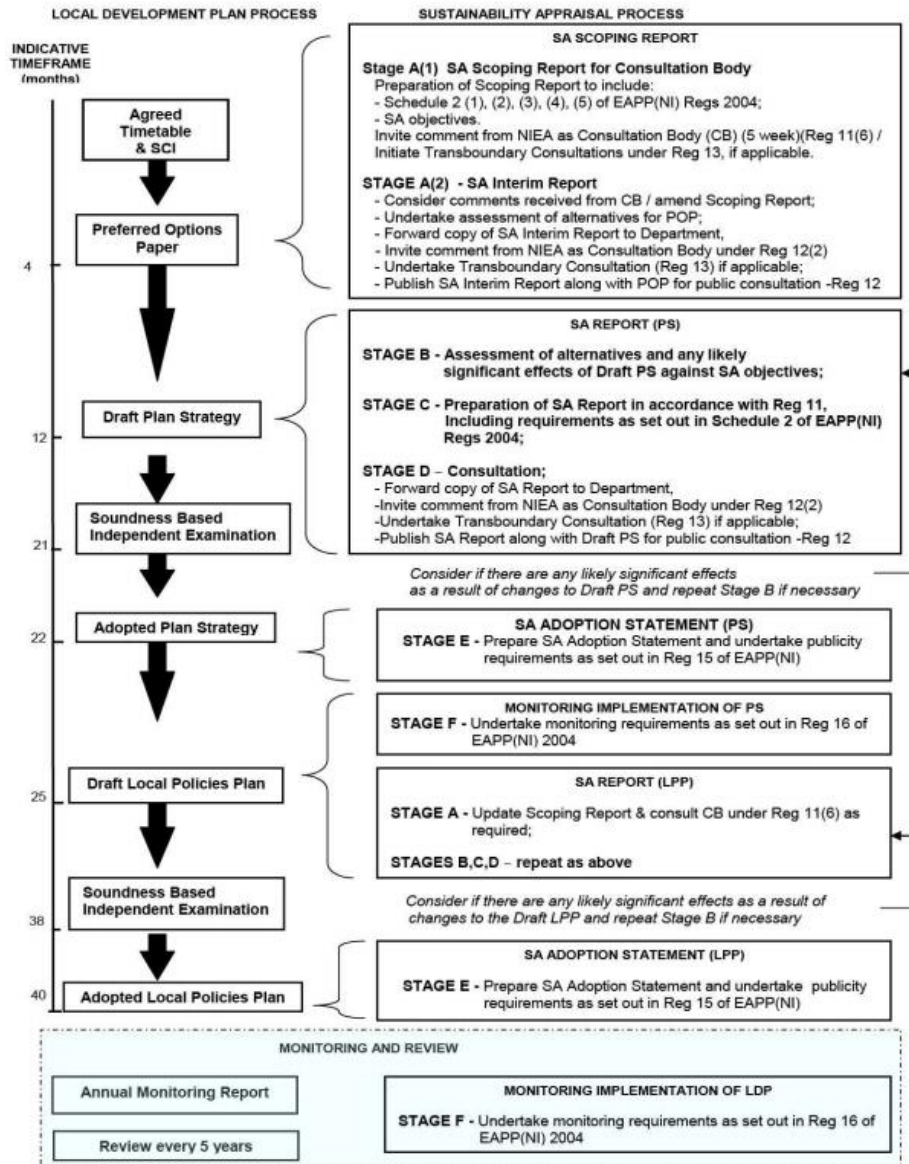 LOCAL DEVELOPMENT PLAN PROCESS
SUSTAINABILITY APPRAISAL PROCESS
INDICATIVE
TIMEFRAME
(months)
Agreed
Timetable
& SCI
Preferred Options
Paper
4
Draft Plan Strategy
12
Soundness Based
Independent Examination
21
Adopted Plan Strategy
22
Draft Local Policies Plan
25
Soundness Based
Independent Examination
38
Adopted Local Policies Plan
40
SA SCOPING REPORT
Stage A(1) SA Scoping Report for Consultation Body
Preparation of Scoping Report to include:
- Schedule 2 (1), (2), (3), (4), (5) of EAPP(NI) Regs 2004;
- SA objectives.
Invite comment from NIEA as Consultation Body (CB) (5 week)(Reg 11(6) /
Initiate Transboundary Consultations under Reg 13, if applicable.
STAGE A(2) - SA Interim Report
- Consider comments received from CB / amend Scoping Report;
- Undertake assessment of alternatives for POP;
- Forward copy of SA Interim Report to Department,
- Invite comment from NIEA as Consultation Body under Reg 12(2)
- Undertake Transboundary Consultation (Reg 13) if applicable;
- Publish SA Interim Report along with POP for public consultation -Reg 12
SA REPORT (PS)
STAGE B - Assessment of alternatives and any likely
significant effects of Draft PS against SA objectives;
STAGE C - Preparation of SA Report in accordance with Reg 11,
Including requirements as set out in Schedule 2 of EAPP(NI)
Regs 2004;
STAGE D – Consultation;
- Forward copy of SA Report to Department,
-Invite comment from NIEA as Consultation Body under Reg 12(2)
-Undertake Transboundary Consultation (Reg 13) if applicable;
-Publish SA Report along with Draft PS for public consultation -Reg 12
Consider if there are any likely significant effects
as a result of changes to Draft PS and repeat Stage B if necessary
SA ADOPTION STATEMENT (PS)
STAGE E - Prepare SA Adoption Statement and undertake publicity
requirements as set out in Reg 15 of EAPP(NI)
MONITORING IMPLEMENTATION OF PS
STAGE F - Undertake monitoring requirements as set out in Reg 16 of
EAPP(NI) 2004
SA REPORT (LPP)
STAGE A - Update Scoping Report & consult CB under Reg 11(6) as
required;
STAGES B,C,D – repeat as above
Consider if there are any likely significant effects as a result of
changes to the Draft LPP and repeat Stage B if necessary
SA ADOPTION STATEMENT (LPP)
STAGE E - Prepare SA Adoption Statement and undertake publicity
requirements as set out in Reg 15 of EAPP(NI)
MONITORING AND REVIEW
Annual Monitoring Report
Review every 5 years
MONITORING IMPLEMENTATION OF LDP
STAGE F - Undertake monitoring requirements as set out in Reg 16 of
EAPP(NI) 2004